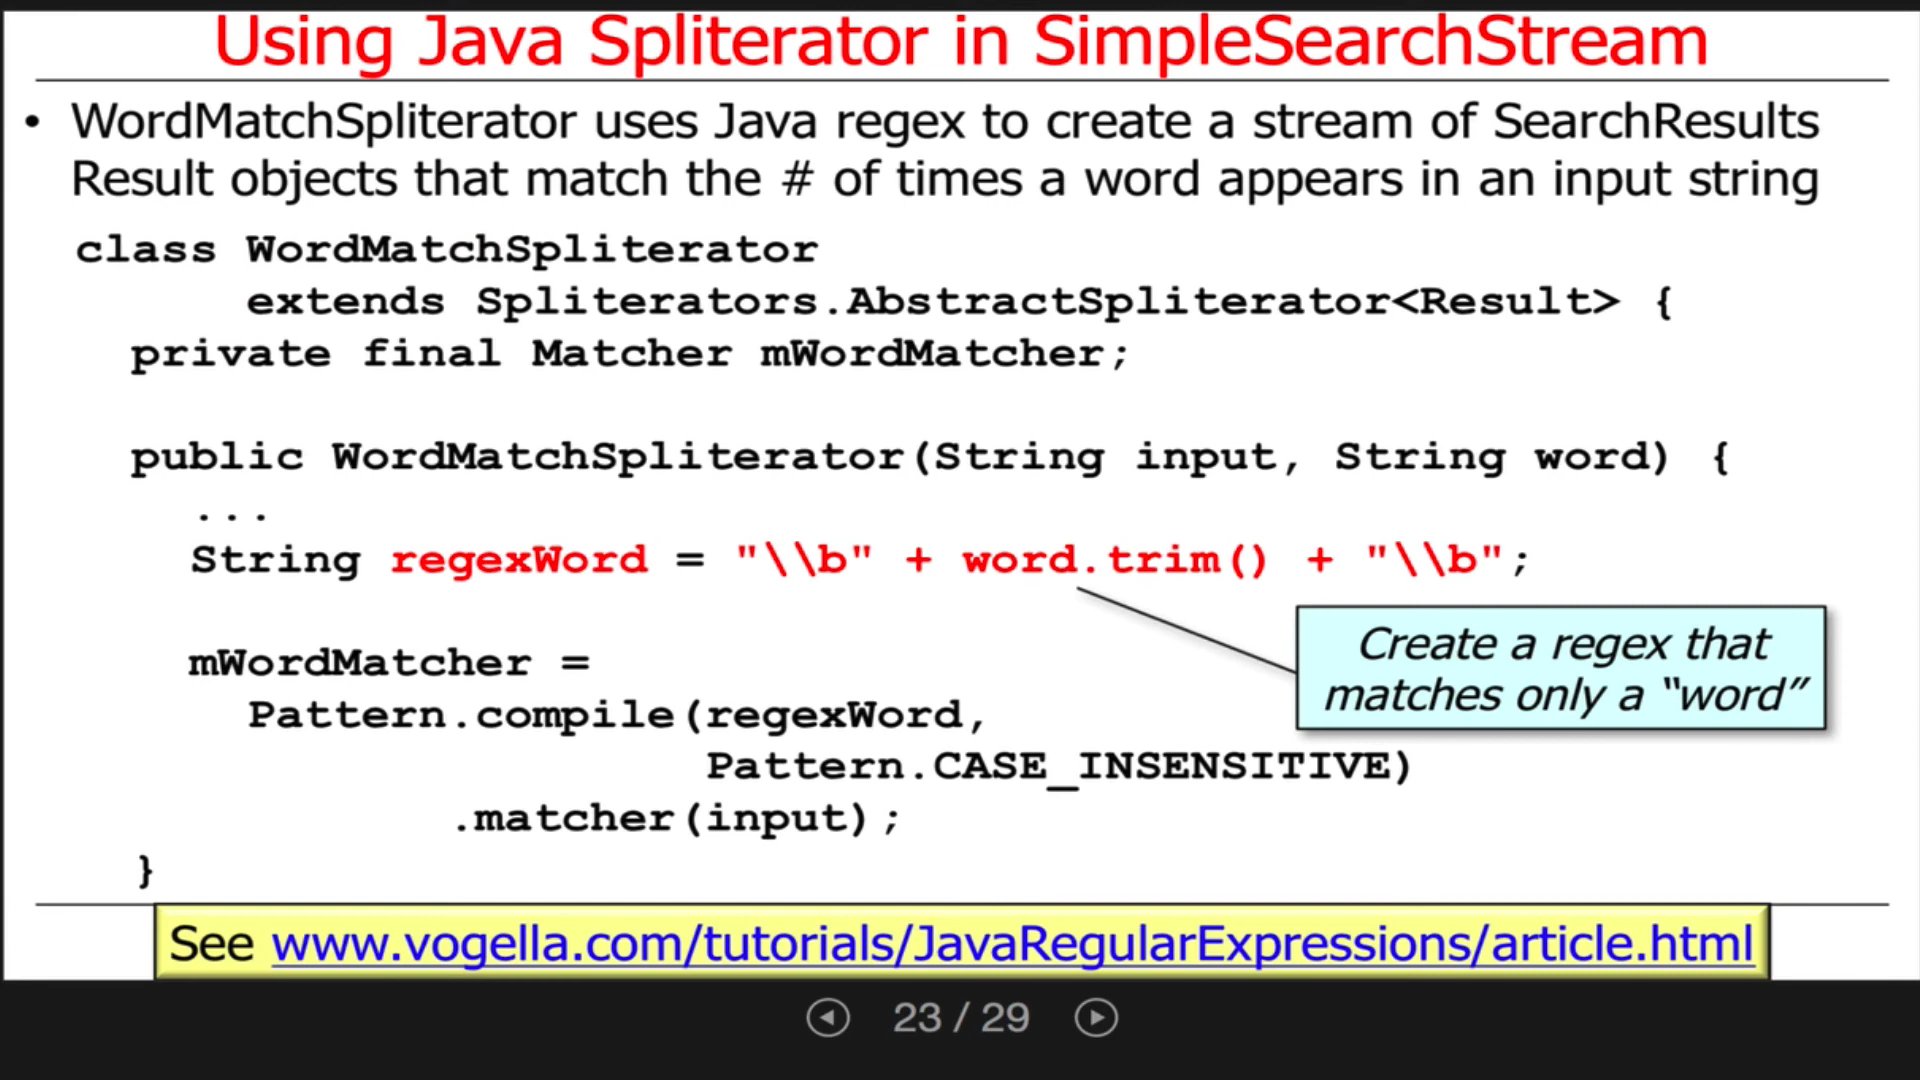 Using Java Spliterator in SimpleSearchStream
• WordMatchSpliterator uses Java regex to create a stream of SearchResults
Result objects that match the # of times a word appears in an input string
class WordMatchSpliterator
extends Spliterators.AbstractSpliterator<Result> {
private final Matcher mWordMatcher;
public WordMatchSpliterator(String input, String word) {
...
String regexWord = "\\b" + word.trim() + "\\b";
Create a regex that
matches only a “word”
mWordMatcher =
Pattern.compile(regexWord,
Pattern.CASE_INSENSITIVE)
.matcher(input);
}
See www.vogella.com/tutorials/JavaRegularExpressions/article.html
23 / 29